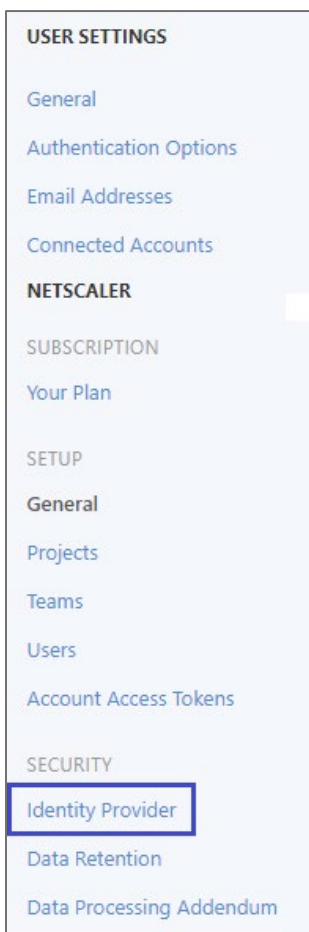 USER SETTINGS
General
Authentication Options
Email Addresses
Connected Accounts
NETSCALER
SUBSCRIPTION
Your Plan
SETUP
General
Projects
Teams
Users
Account Access Tokens
SECURITY
Identity Provider
Data Retention
Data Processing Addendum